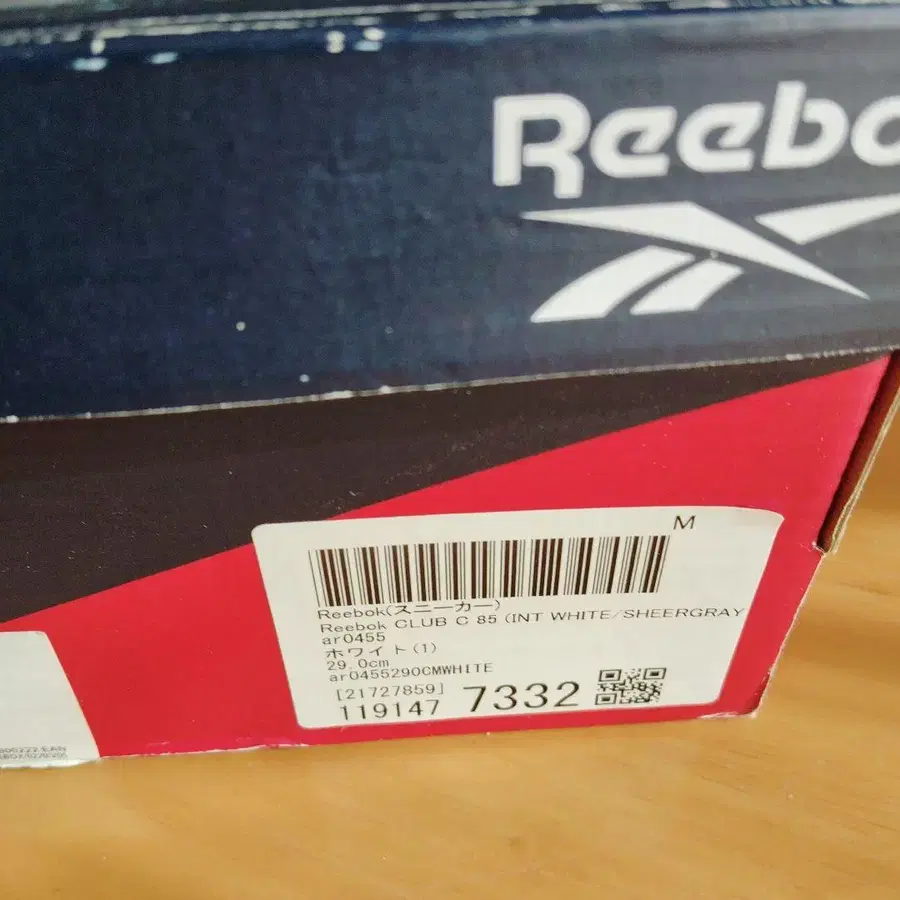 Reebo
M
Reebok(スニーカー)
Reebok CLUB C 85 (INT WHITE/SHEERGRAY
ar0455
ホワイト(1)
29.0cm
ar0455290CMWHITE
[21727859]
119147 7332